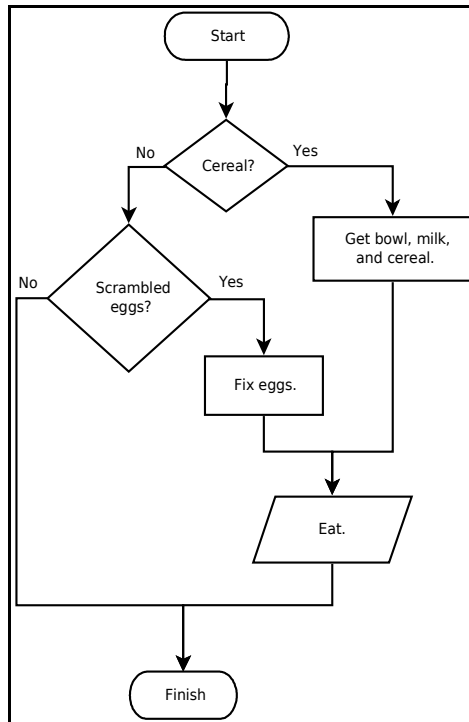 Start
Cereal?
No
Yes
Get bowl, milk,
and cereal.
Scrambled
eggs?
No
Yes
Fix eggs.
Eat.
Finish